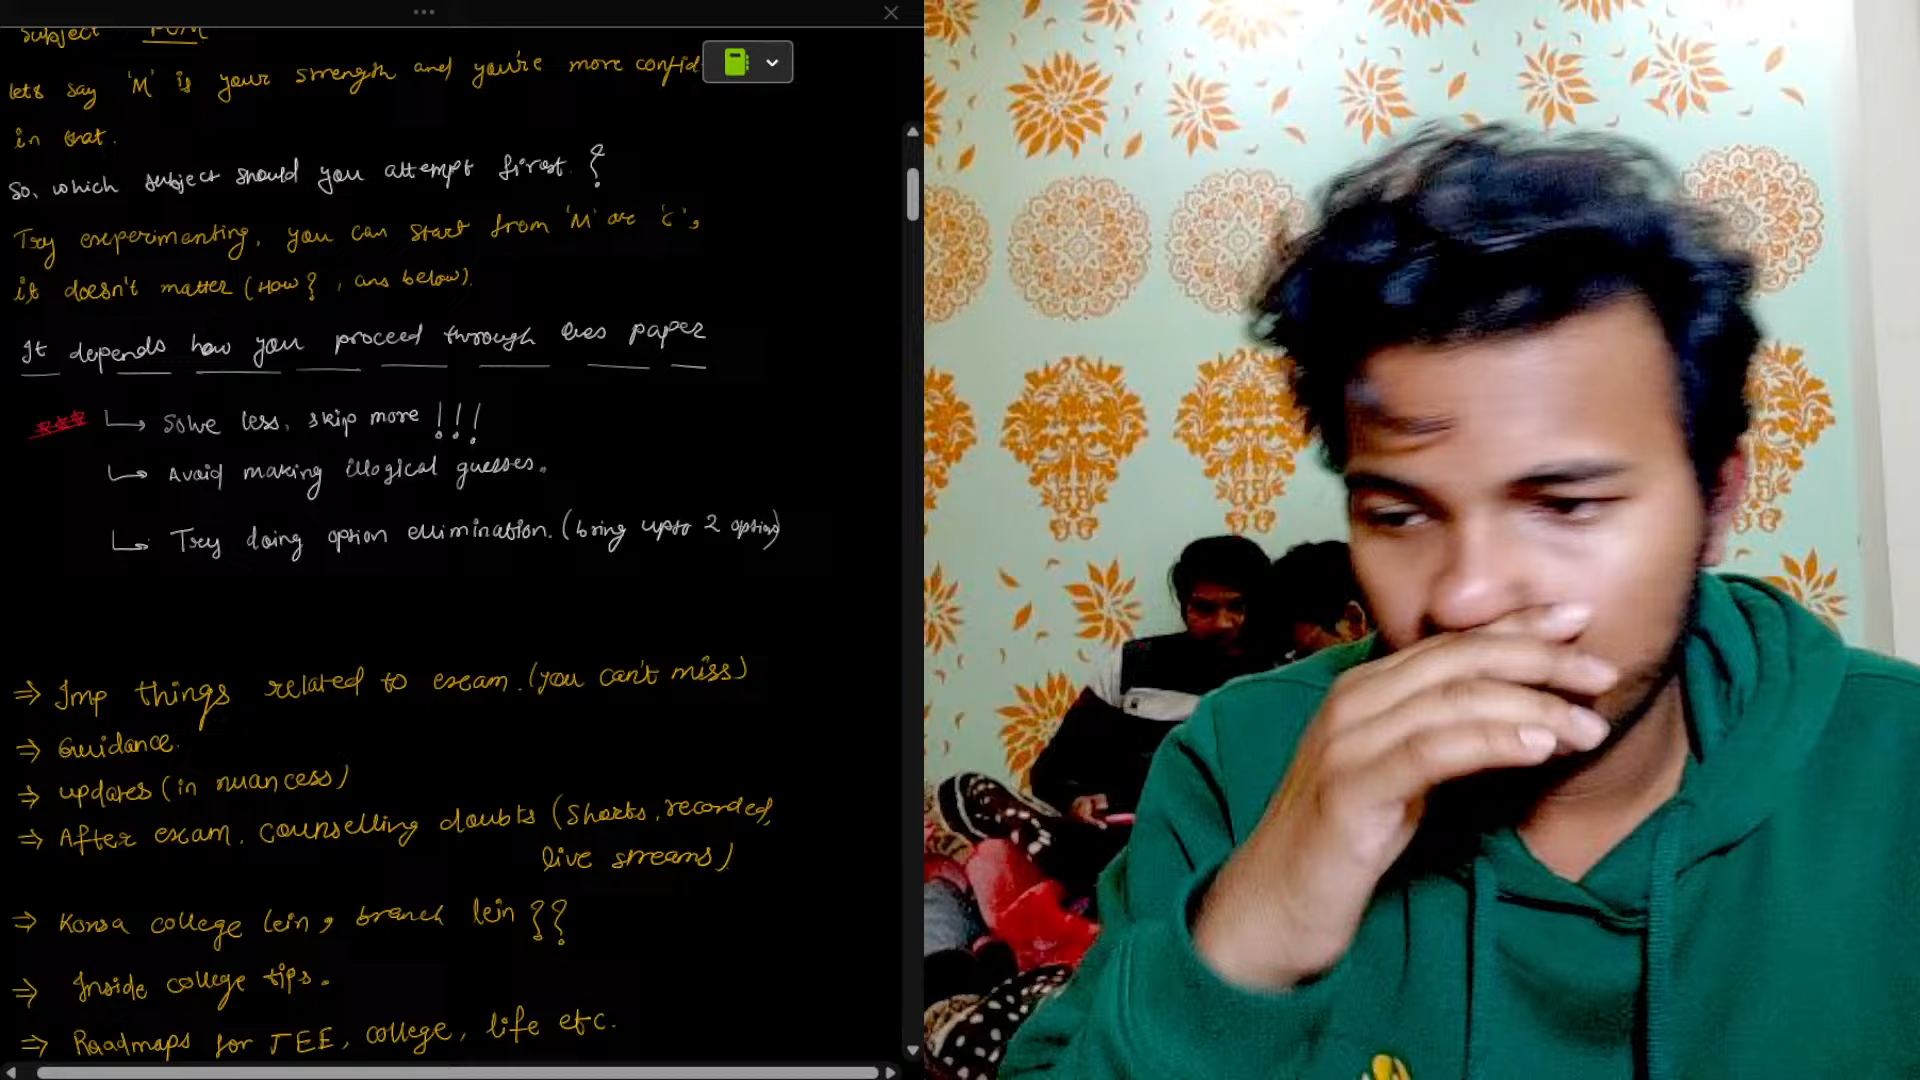 Subject PCM
lets say 'M' is your strength and you're more confid
in that.
So, which subject should you attempt first ?
Try experimenting, you can start from 'M' or 'C',
it doesn't matter (How?, ans below).
It depends how you proceed through the paper
*** Solve less, skip more !!!
Avoid making illogical guesses.
Try doing option elimination. (bring upto 2 option)
⇒ Imp things related to exam. (you can't miss)
⇒ Guidance.
⇒ updates (in nuancess)
⇒ After exam, counselling doubts (Shorts, recorded,
live streams)
⇒ Konsa college lein, branch lein ??
⇒ Inside college tips.
⇒ Roadmaps for JEE, college, life etc.